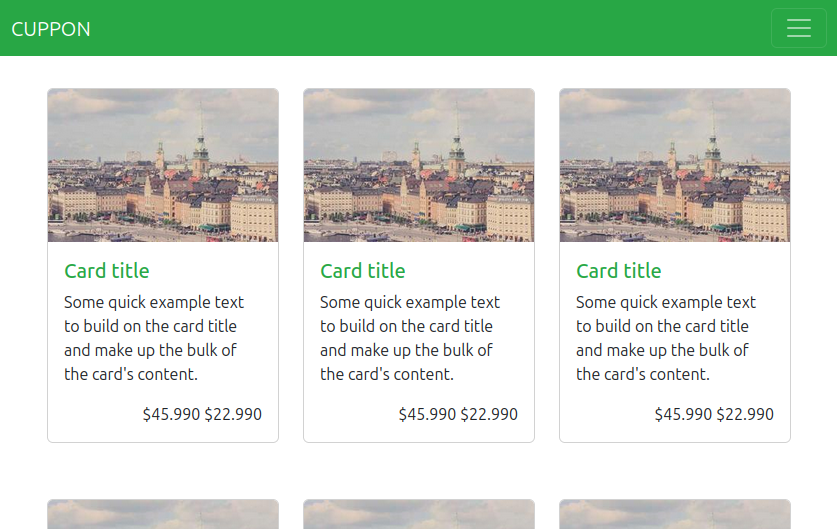 CUPPON
Card title
Some quick example text
to build on the card title
and make up the bulk of
the card's content.
$45.990 $22.990
Card title
Some quick example text
to build on the card title
and make up the bulk of
the card's content.
$45.990 $22.990
Card title
Some quick example text
to build on the card title
and make up the bulk of
the card's content.
$45.990 $22.990